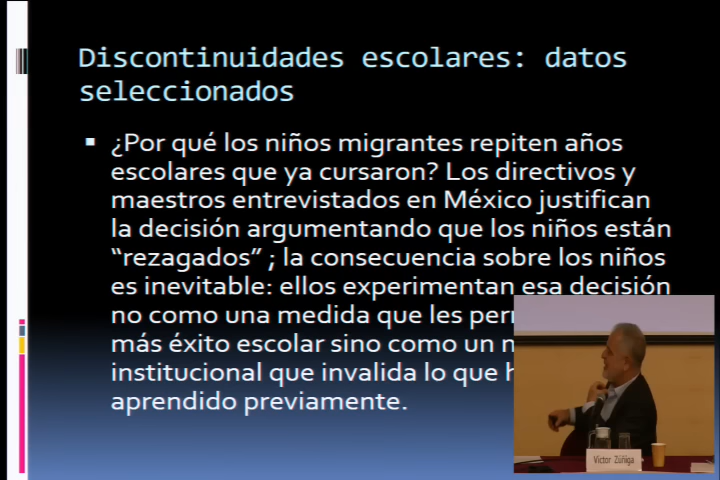 Discontinuidades escolares: datos
seleccionados
¿Por qué los niños migrantes repiten años
escolares que ya cursaron? Los directivos y
maestros entrevistados en México justifican
la decisión argumentando que los niños están
“rezagados” ; la consecuencia sobre los niños
es inevitable: ellos experimentan esa decisión
no como una medida que les
más éxito escolar sino como un
institucional que invalida lo que
aprendido previamente.
Víctor Zúñiga